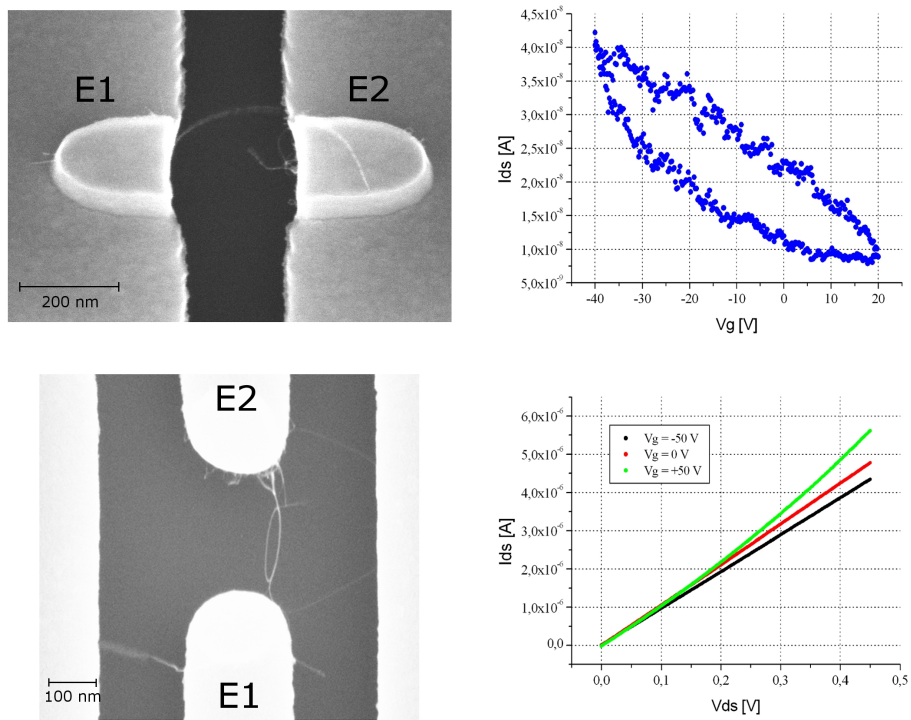 E1
E2
200 nm
4,5x10⁻⁸
4,0x10⁻⁸
3,5x10⁻⁸
3,0x10⁻⁸
2,5x10⁻⁸
2,0x10⁻⁸
1,5x10⁻⁸
1,0x10⁻⁸
5,0x10⁻⁹
Ids [A]
-40 -30 -20 -10 0 10 20
Vg [V]
E2
E1
100 nm
6,0x10⁻⁶
5,0x10⁻⁶
4,0x10⁻⁶
3,0x10⁻⁶
2,0x10⁻⁶
1,0x10⁻⁶
0,0
Ids [A]
Vg = -50 V
Vg = 0 V
Vg = +50 V
0,0 0,1 0,2 0,3 0,4 0,5
Vds [V]